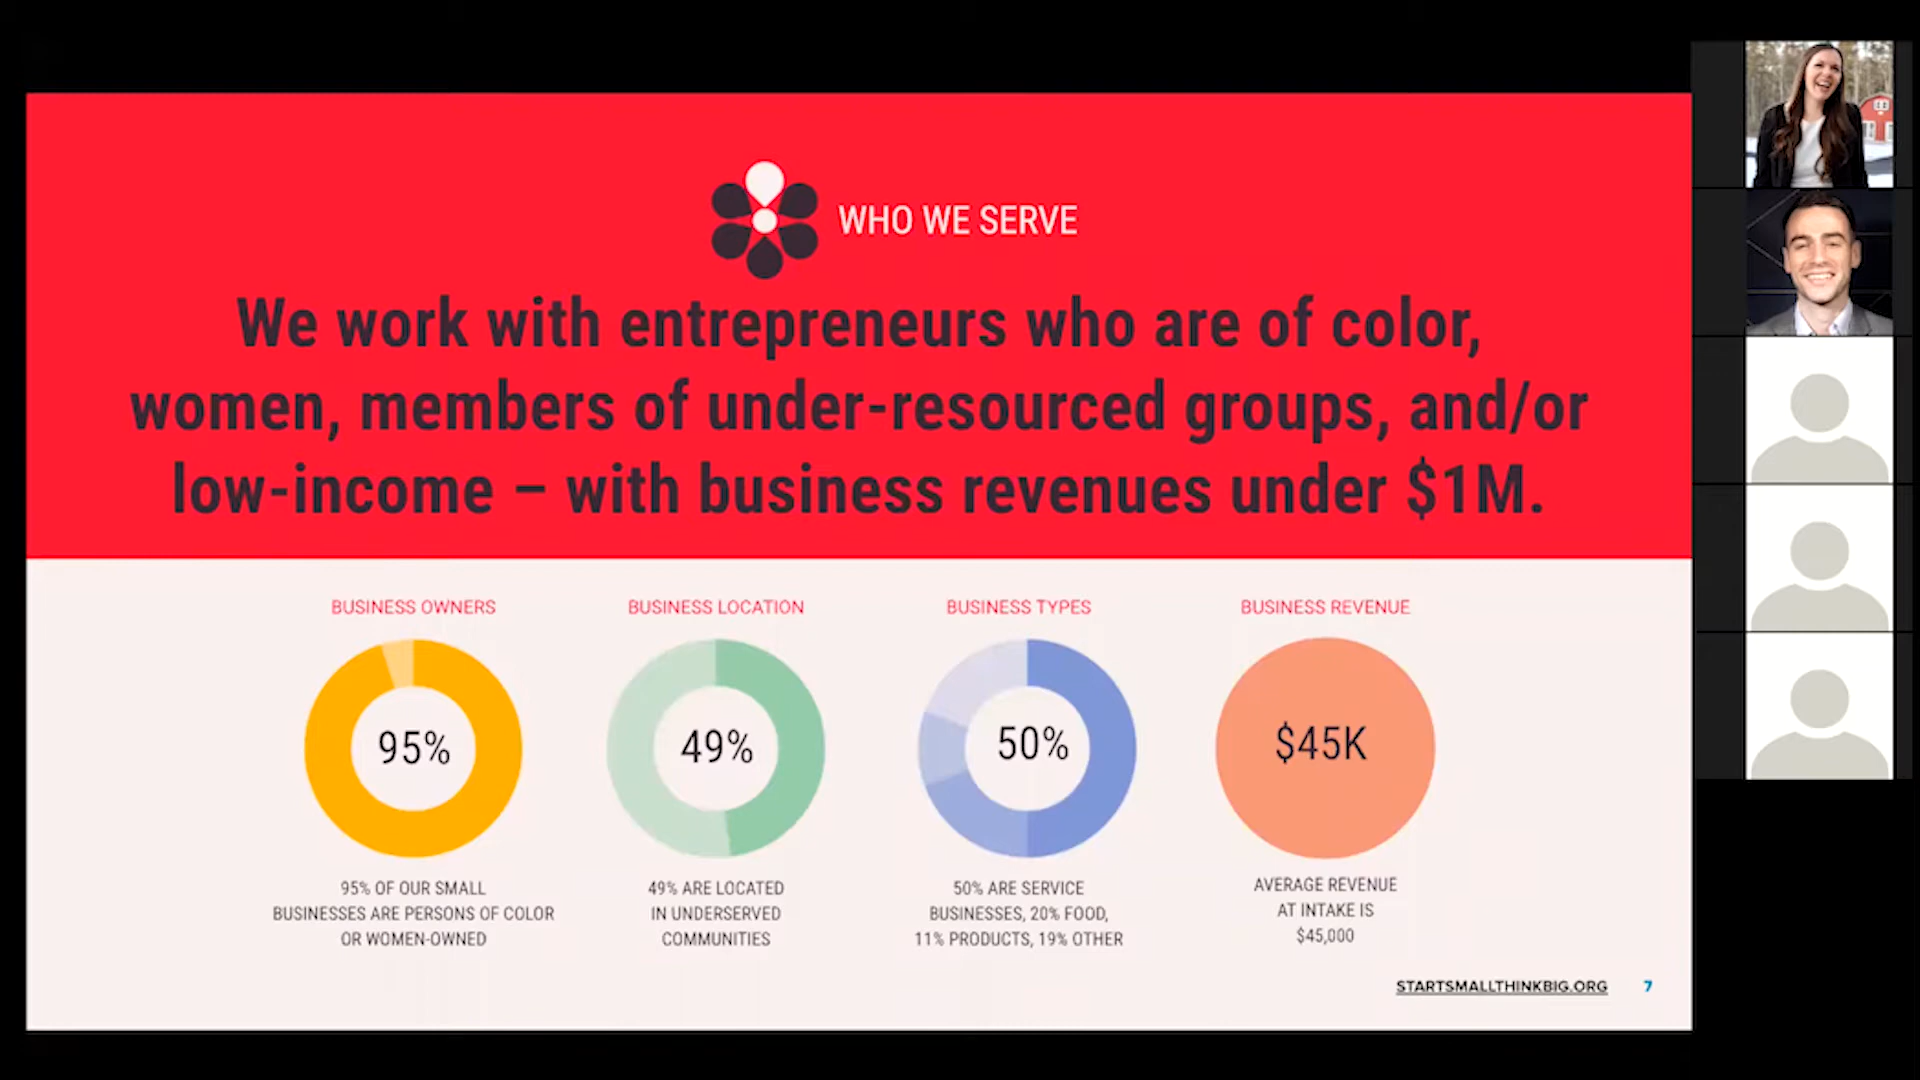 WHO WE SERVE
We work with entrepreneurs who are of color,
women, members of under-resourced groups, and/or
low-income – with business revenues under $1M.
BUSINESS OWNERS
95%
95% OF OUR SMALL
BUSINESSES ARE PERSONS OF COLOR
OR WOMEN-OWNED
BUSINESS LOCATION
49%
49% ARE LOCATED
IN UNDERSERVED
COMMUNITIES
BUSINESS TYPES
50%
50% ARE SERVICE
BUSINESSES, 20% FOOD,
11% PRODUCTS, 19% OTHER
BUSINESS REVENUE
$45K
AVERAGE REVENUE
AT INTAKE IS
$45,000
STARTSMALLTHINKBIG.ORG 7